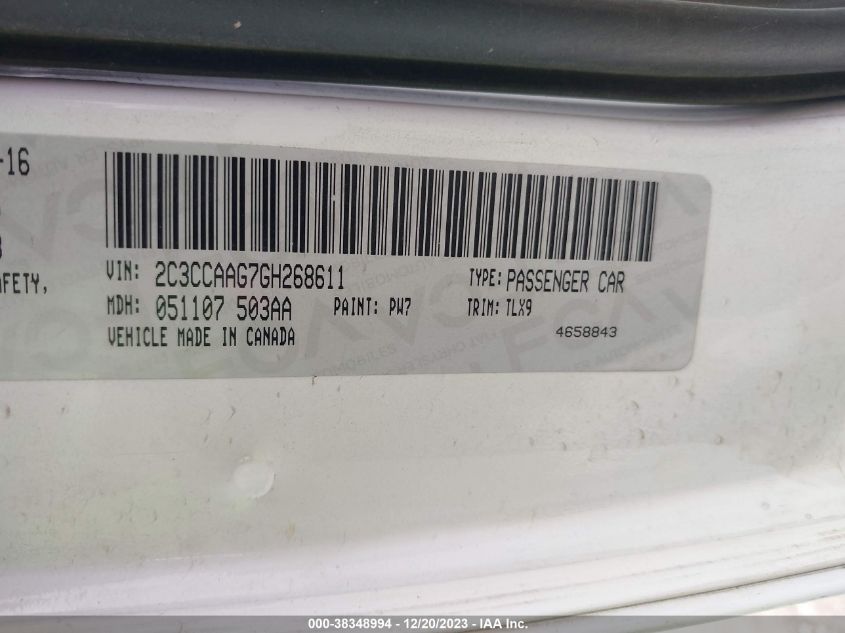 -16
AFETY,
VIN: 2C3CCAAG7GH268611 TYPE: PASSENGER CAR
MDH: 051107 503AA PAINT: PW7 TRIM: TLX9
VEHICLE MADE IN CANADA 4658843
000-38348994 - 12/20/2023 - IAA Inc.